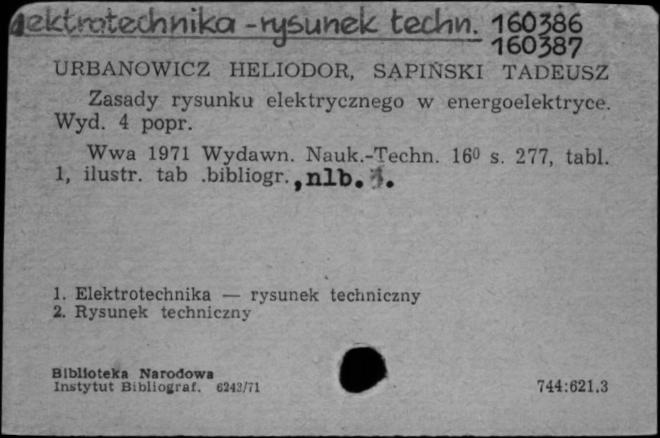 elektrotechnika - rysunek techn. 160386
160387
URBANOWICZ HELIODOR, SĄPIŃSKI TADEUSZ
Zasady rysunku elektrycznego w energoelektryce.
Wyd. 4 popr.
Wwa 1971 Wydawn. Nauk.-Techn. 16⁰ s. 277, tabl.
1, ilustr. tab .bibliogr. ,nlb.
1. Elektrotechnika — rysunek techniczny
2. Rysunek techniczny
Biblioteka Narodowa
Instytut Bibliograf. 6243/71
744:621.3